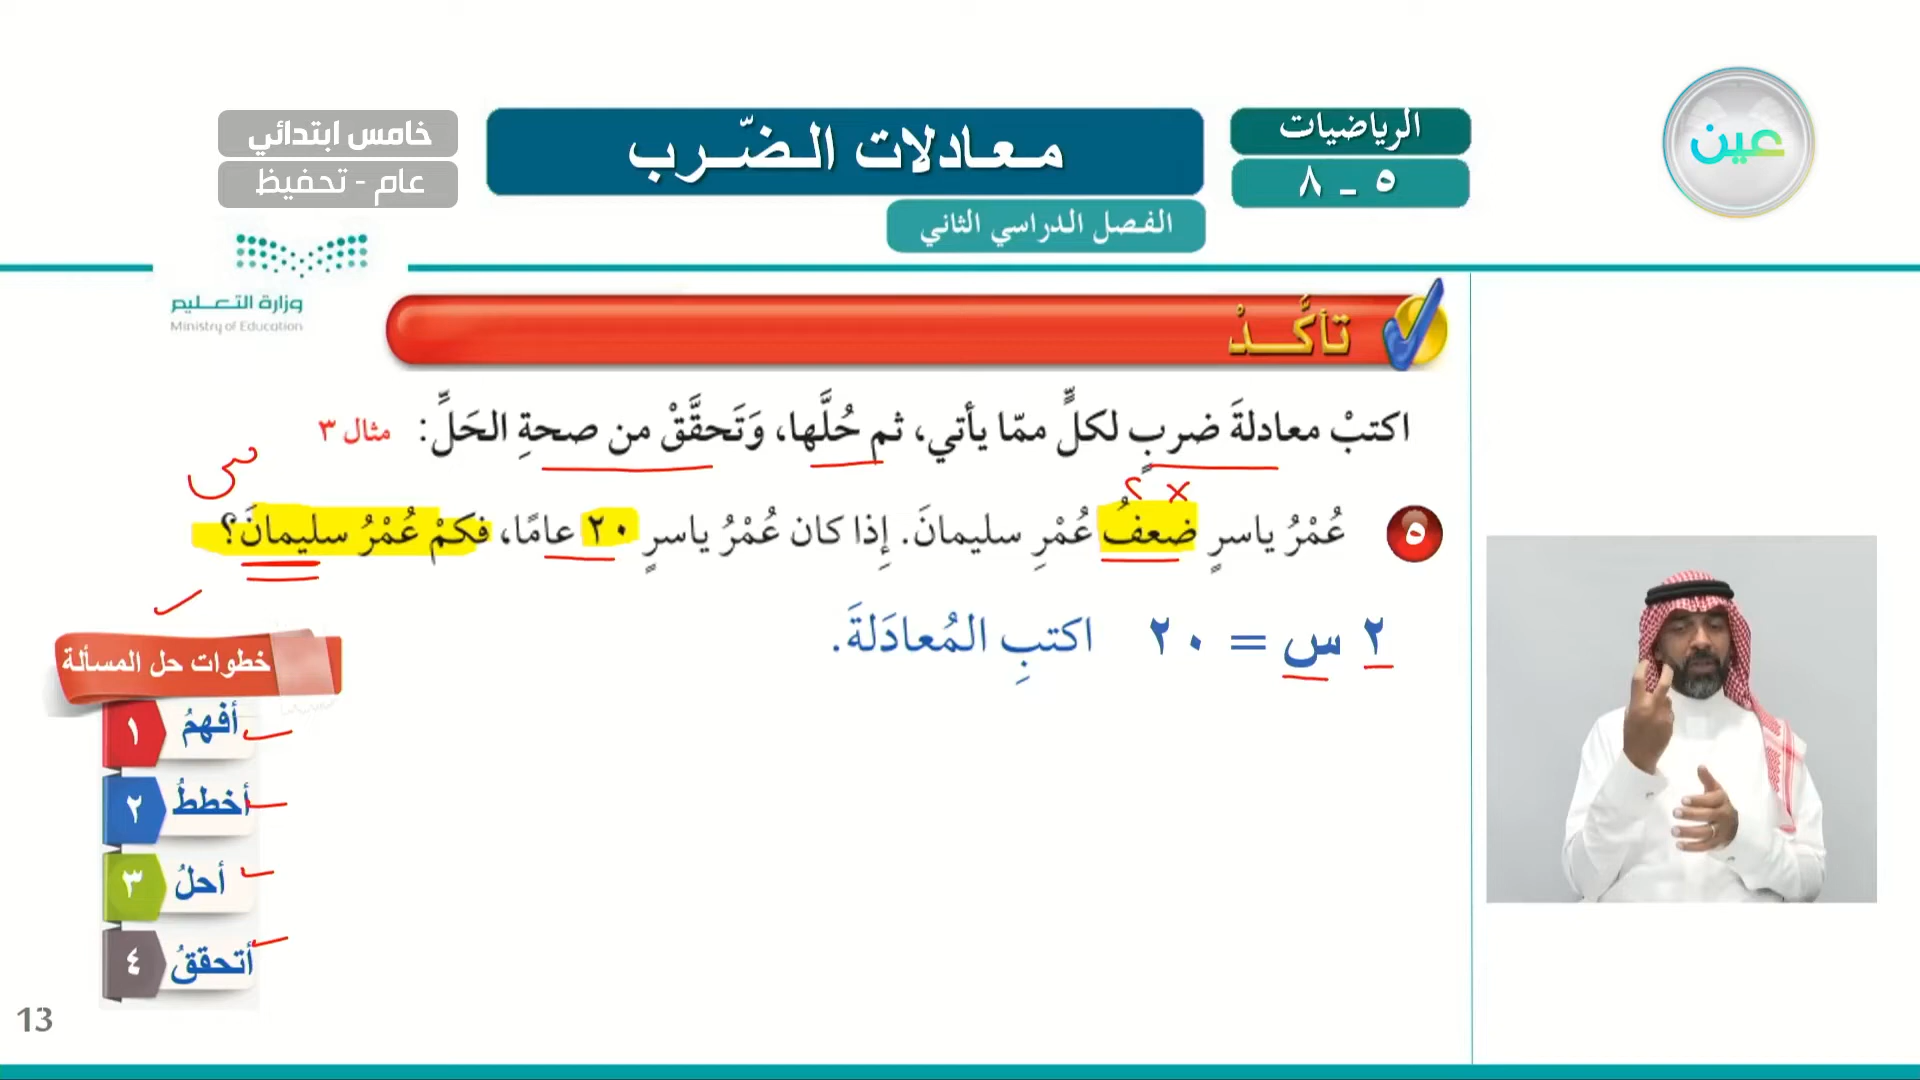 عين
الرياضيات
٥ - ٨
معادلات الضّرب
الفصل الدراسي الثاني
خامس ابتدائي
عام - تحفيظ
وزارة التعليم
Ministry of Education
تأكَّدْ
اكتبْ معادلةَ ضربٍ لكلٍّ ممّا يأتي، ثم حُلَّها، وَتَحقَّقْ من صحةِ الحَلِّ: مثال ٣
س
× ٢
٥ عُمْرُ ياسرٍ ضعفُ عُمْرِ سليمانَ. إِذا كان عُمْرُ ياسرٍ ٢٠ عامًا، فكمْ عُمْرُ سليمانَ؟
٢ س = ٢٠ اكتبِ المُعادَلةَ.
خطوات حل المسألة
١ أفهمُ
٢ أخططُ
٣ أحلُ
٤ أتحققُ
13